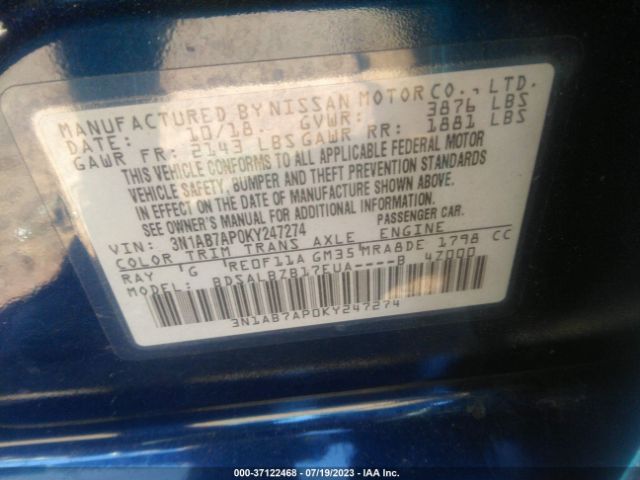 MANUFACTURED BY NISSAN MOTOR CO., LTD.
DATE: 10/18 GVWR: 3876 LBS
GAWR FR: 2143 LBS GAWR RR: 1881 LBS
THIS VEHICLE CONFORMS TO ALL APPLICABLE FEDERAL MOTOR
VEHICLE SAFETY, BUMPER AND THEFT PREVENTION STANDARDS
IN EFFECT ON THE DATE OF MANUFACTURE SHOWN ABOVE.
SEE OWNER'S MANUAL FOR ADDITIONAL INFORMATION.
VIN: 3N1AB7AP0KY247274 PASSENGER CAR.
COLOR TRIM TRANS AXLE ENGINE
RAY G RE0F11A GM35 MRA8DE 1798 CC
MODEL: BDSALBZB17EUA----B 4Z000
3N1AB7AP0KY247274
000-37122468 - 07/19/2023 - IAA Inc.